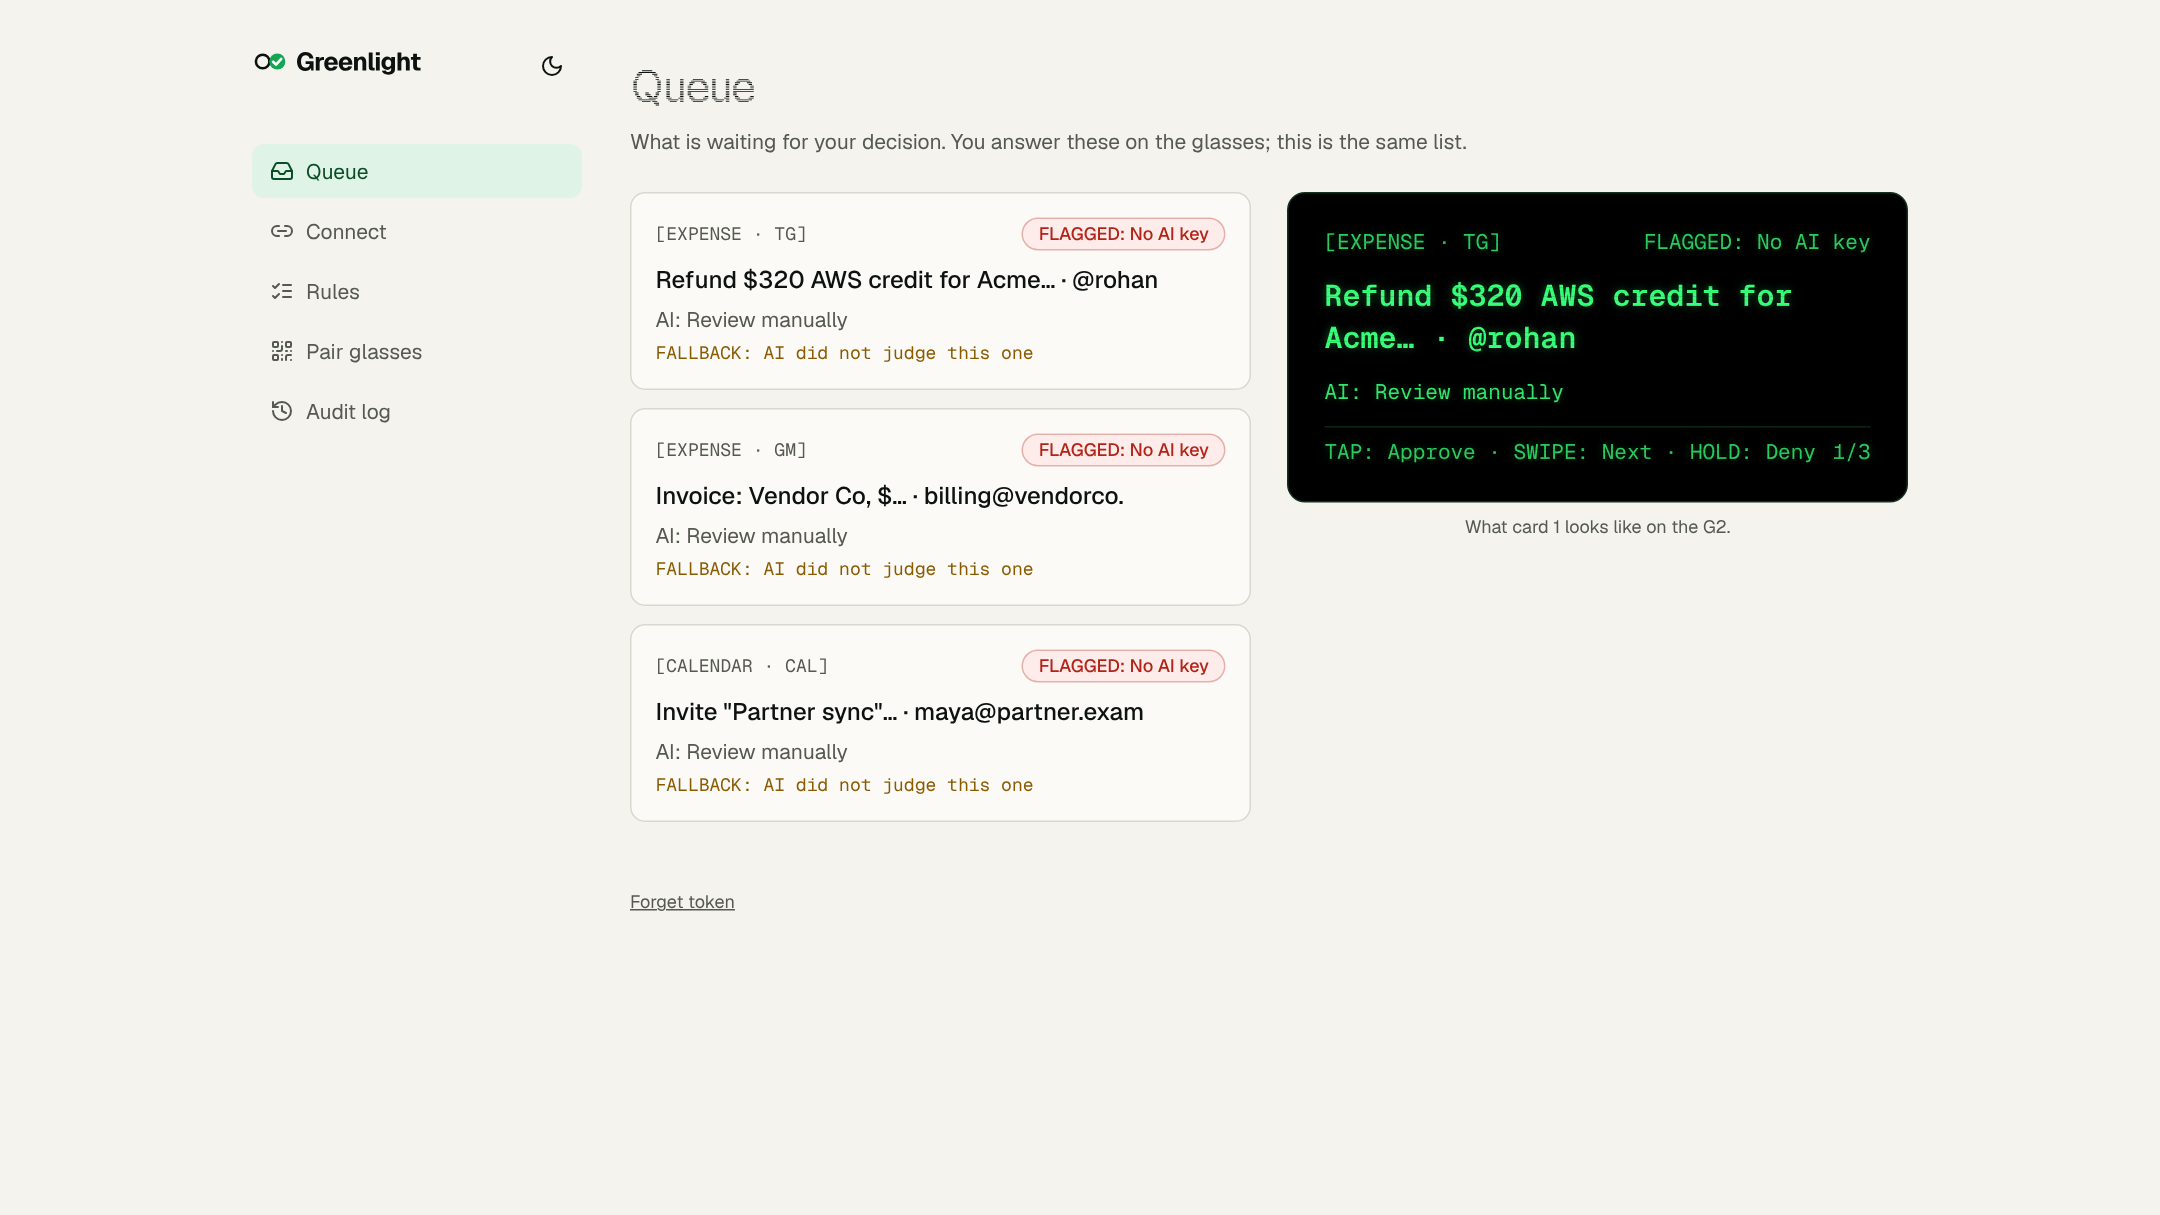 Greenlight
Queue
Connect
Rules
Pair glasses
Audit log
Queue
What is waiting for your decision. You answer these on the glasses; this is the same list.
[EXPENSE · TG]
FLAGGED: No AI key
Refund $320 AWS credit for Acme… · @rohan
AI: Review manually
FALLBACK: AI did not judge this one
[EXPENSE · GM]
FLAGGED: No AI key
Invoice: Vendor Co, $… · billing@vendorco.
AI: Review manually
FALLBACK: AI did not judge this one
[CALENDAR · CAL]
FLAGGED: No AI key
Invite "Partner sync"… · maya@partner.exam
AI: Review manually
FALLBACK: AI did not judge this one
[EXPENSE · TG]
FLAGGED: No AI key
Refund $320 AWS credit for
Acme… · @rohan
AI: Review manually
TAP: Approve · SWIPE: Next · HOLD: Deny 1/3
What card 1 looks like on the G2.
Forget token